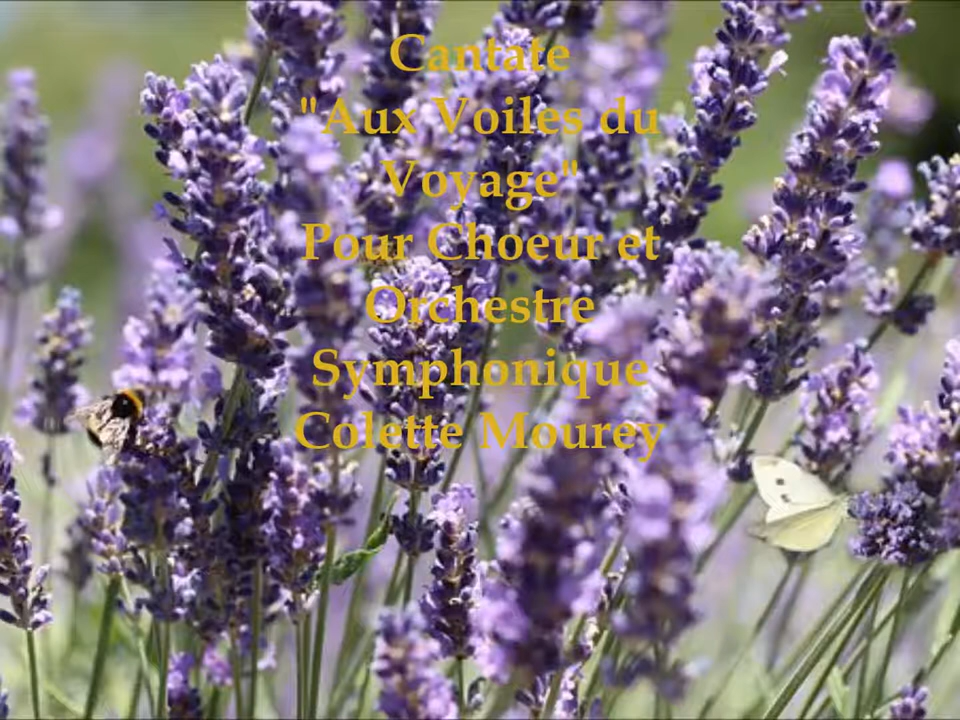 Cantate
"Aux Voiles du
Voyage"
Pour Choeur et
Orchestre
Symphonique
Colette Mourey